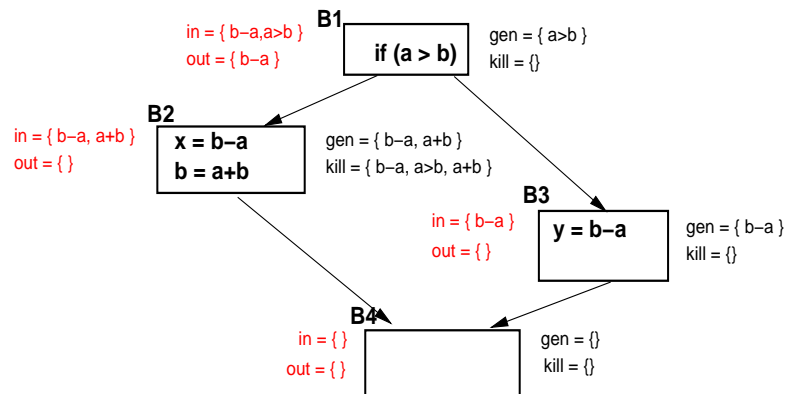 B1
in = { b−a,a>b }
out = { b−a }
if (a > b)
gen = { a>b }
kill = {}
B2
in = { b−a, a+b }
out = { }
x = b−a
b = a+b
gen = { b−a, a+b }
kill = { b−a, a>b, a+b }
B3
in = { b−a }
out = { }
y = b−a
gen = { b−a }
kill = {}
B4
in = { }
out = { }
gen = {}
kill = {}